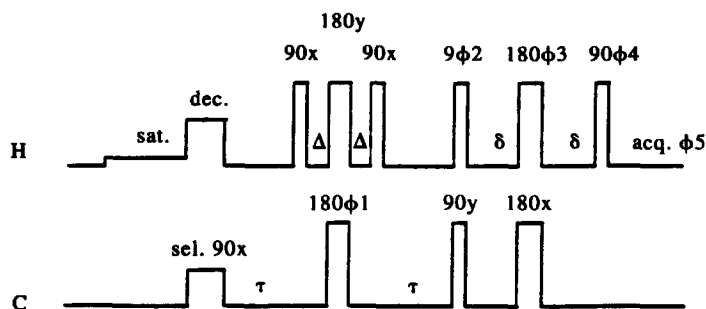 180y
90x 90x 9ϕ2 180ϕ3 90ϕ4
dec.
sat. Δ Δ δ δ acq. ϕ5
H
180ϕ1 90y 180x
sel. 90x
τ τ
C